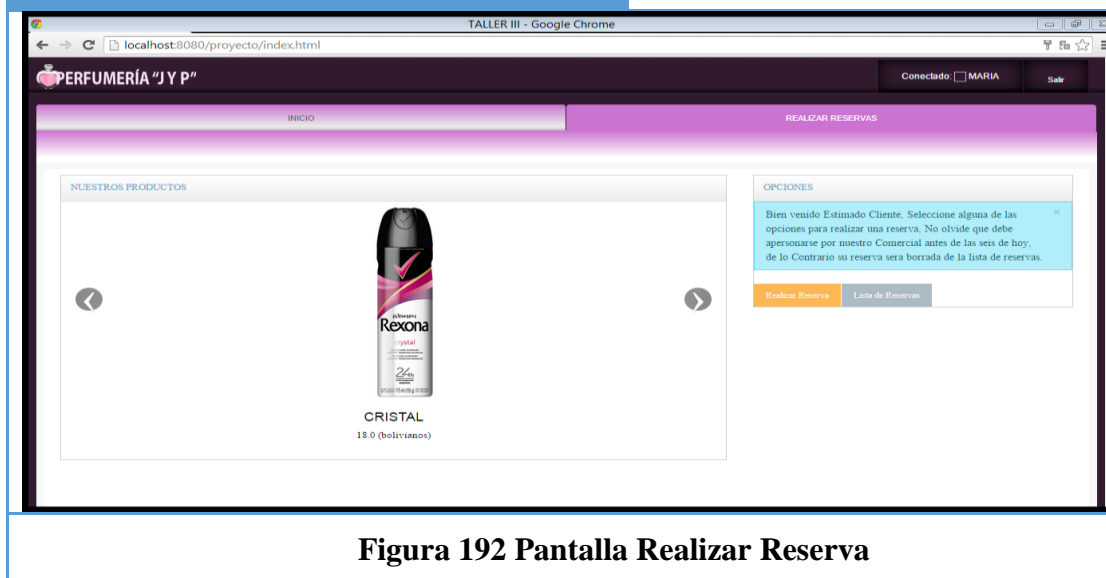 TALLER III - Google Chrome
localhost:8080/proyecto/index.html
PERFUMERÍA "J Y P"
Conectado: MARIA
Salir
INICIO
REALIZAR RESERVAS
NUESTROS PRODUCTOS
Rexona
crystal
24h
CRISTAL
18.0 (bolivianos)
OPCIONES
Bien venido Estimado Cliente, Seleccione alguna de las
opciones para realizar una reserva, No olvide que debe
apersonarse por nuestro Comercial antes de las seis de hoy,
de lo Contrario su reserva sera borrada de la lista de reservas.
×
Realizar Reserva
Lista de Reservas
Figura 192 Pantalla Realizar Reserva